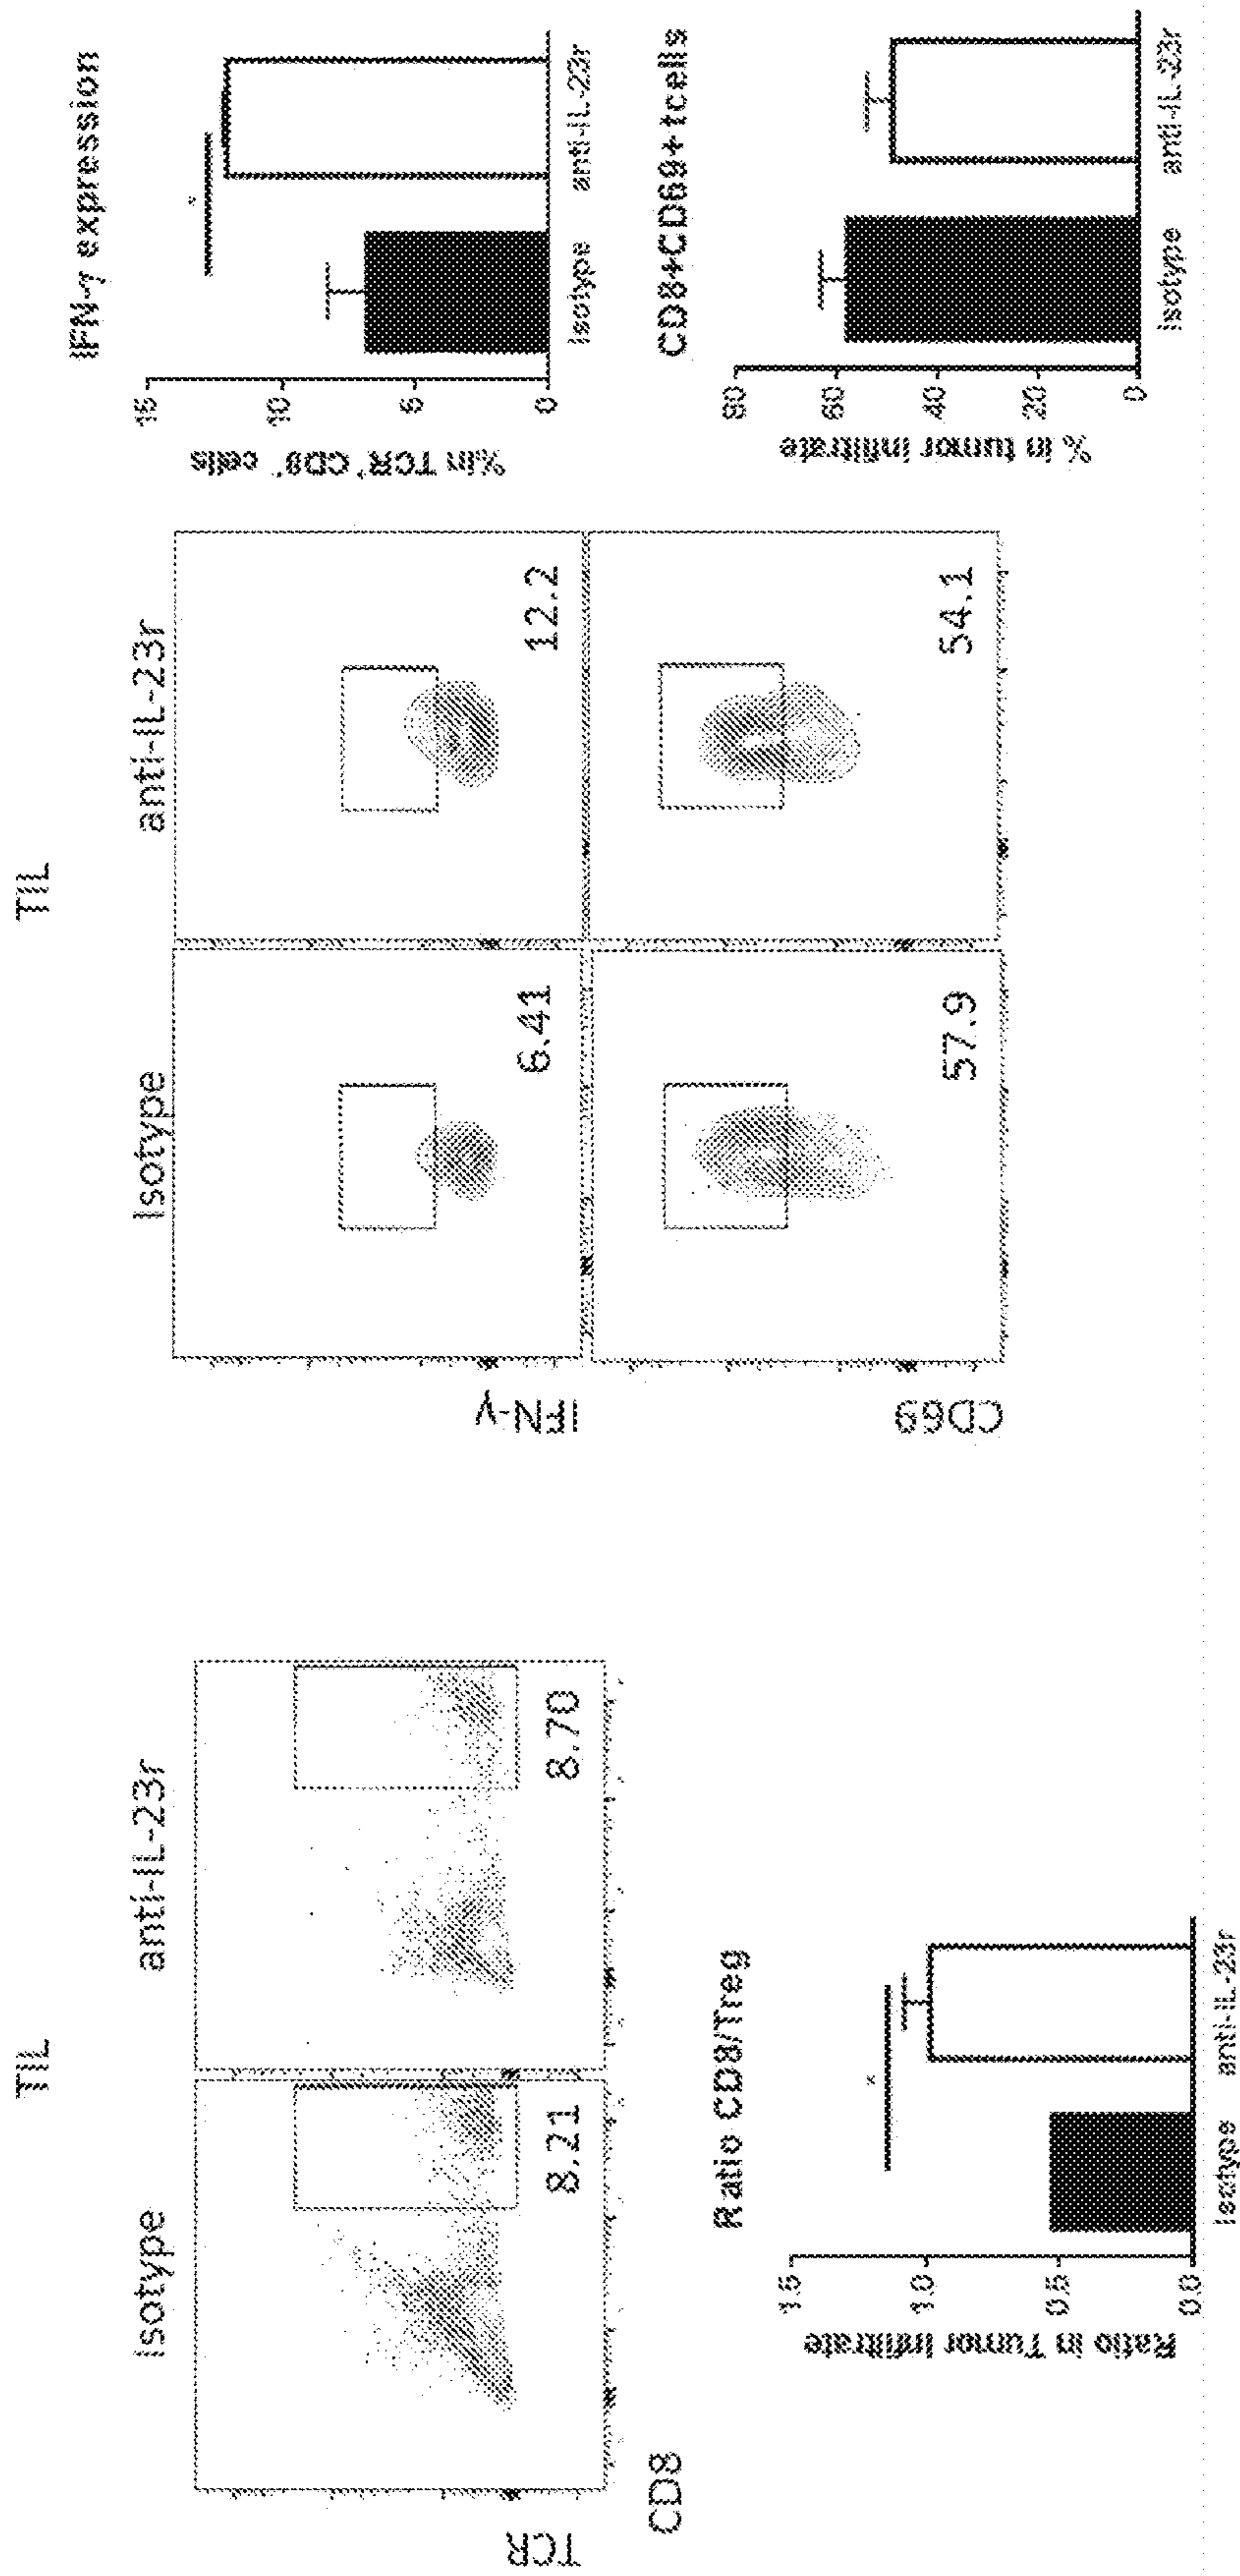 TIL
Isotype anti-IL-23r
TCR
8.21 8.70
CD8
Ratio CD8/Treg
Ratio in Tumor Infiltrate
1.5
1.0
0.5
0.0
Isotype anti-IL-23r
TIL
Isotype anti-IL-23r
IFN-γ
6.41 12.2
CD69
57.9 54.1
IFN-γ expression
*
%in TCR+CD8+ cells
15
10
5
0
Isotype anti-IL-23r
CD8+CD69+tcells
% in tumor infiltrate
80
60
40
20
0
Isotype anti-IL-23r